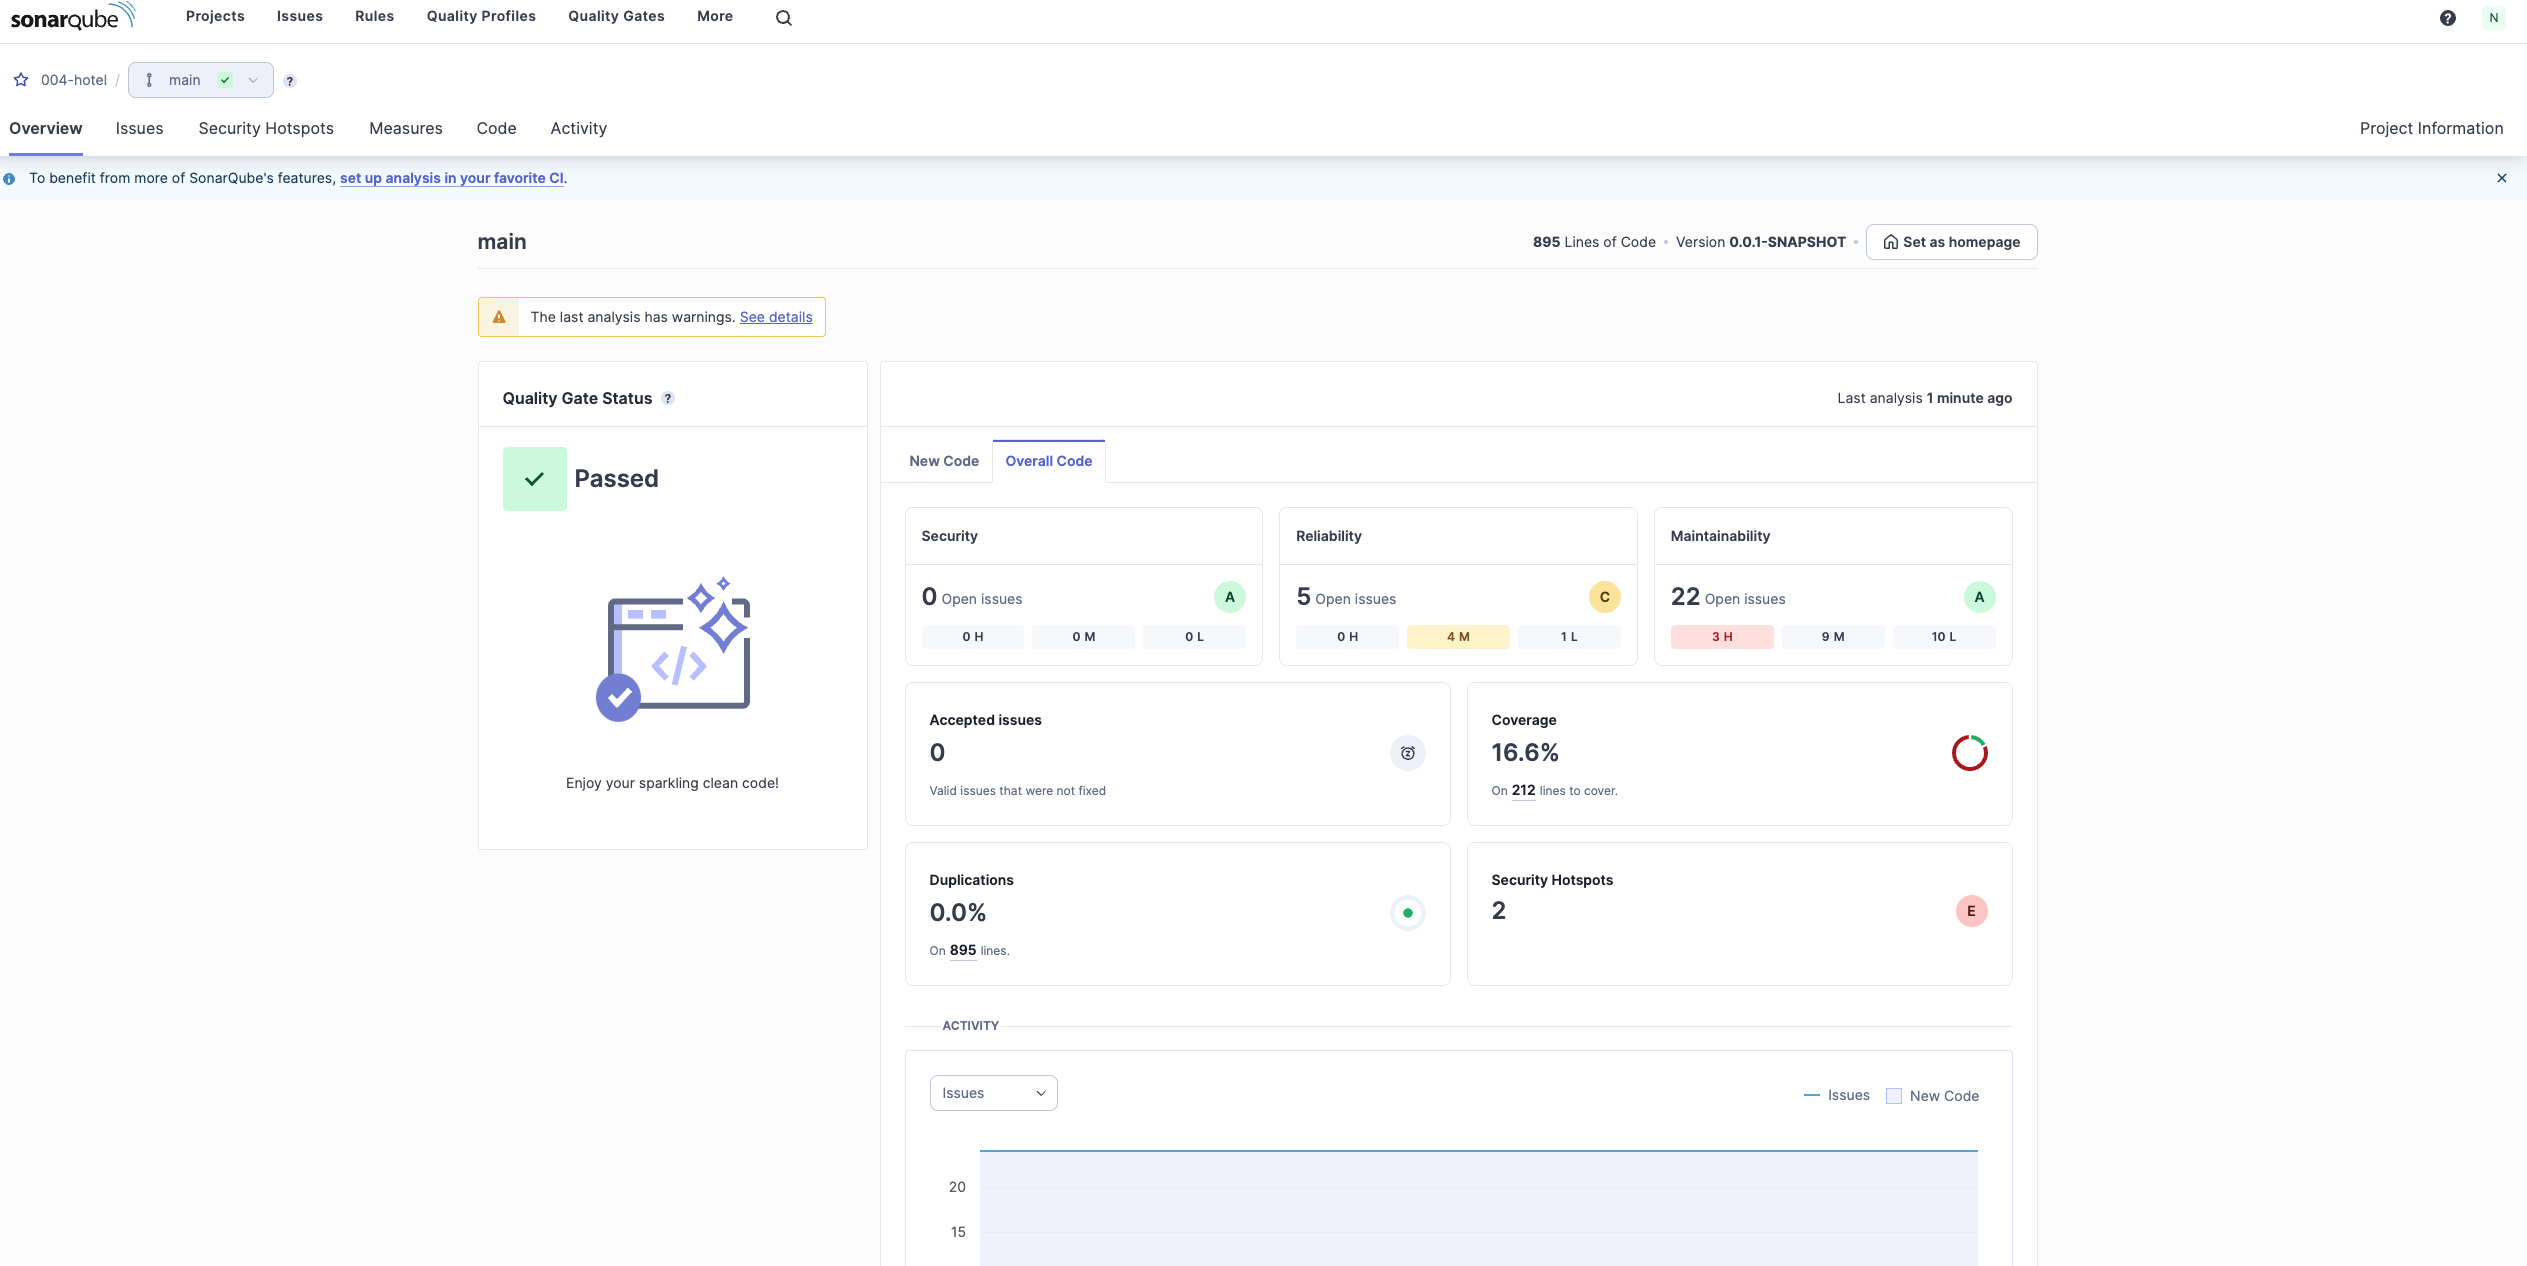 sonarqube
Projects Issues Rules Quality Profiles Quality Gates More
? N
004-hotel / main ?
Overview Issues Security Hotspots Measures Code Activity Project Information
To benefit from more of SonarQube's features, set up analysis in your favorite CI.
main
895 Lines of Code • Version 0.0.1-SNAPSHOT • Set as homepage
The last analysis has warnings. See details
Quality Gate Status ?
Passed
</>
Enjoy your sparkling clean code!
Last analysis 1 minute ago
New Code Overall Code
Security
0 Open issues A
0 H 0 M 0 L
Reliability
5 Open issues C
0 H 4 M 1 L
Maintainability
22 Open issues A
3 H 9 M 10 L
Accepted issues
0
Valid issues that were not fixed
Coverage
16.6%
On 212 lines to cover.
Duplications
0.0%
On 895 lines.
Security Hotspots
2 E
ACTIVITY
Issues
Issues New Code
20
15